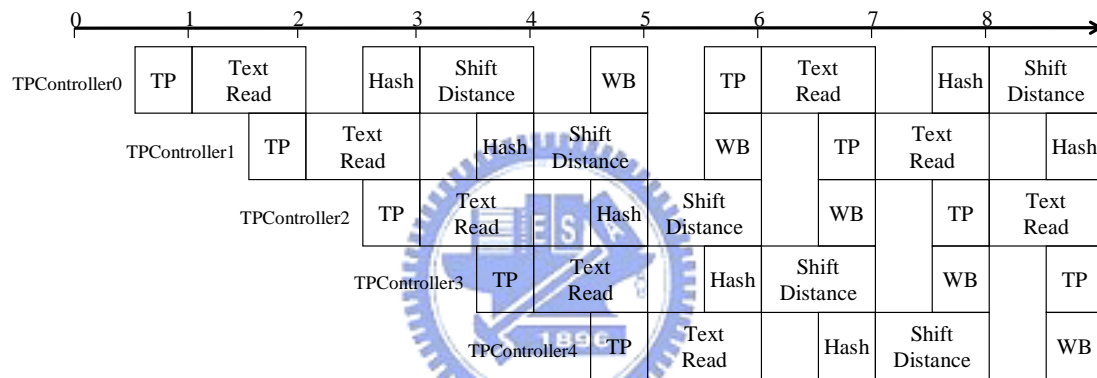 0 1 2 3 4 5 6 7 8
TPController0 TP Text Read Hash Shift Distance WB TP Text Read Hash Shift Distance
TPController1 TP Text Read Hash Shift Distance WB TP Text Read Hash
TPController2 TP Text Read Hash Shift Distance WB TP Text Read
TPController3 TP Text Read Hash Shift Distance WB TP
TPController4 TP Text Read Hash Shift Distance WB
E S A
1896